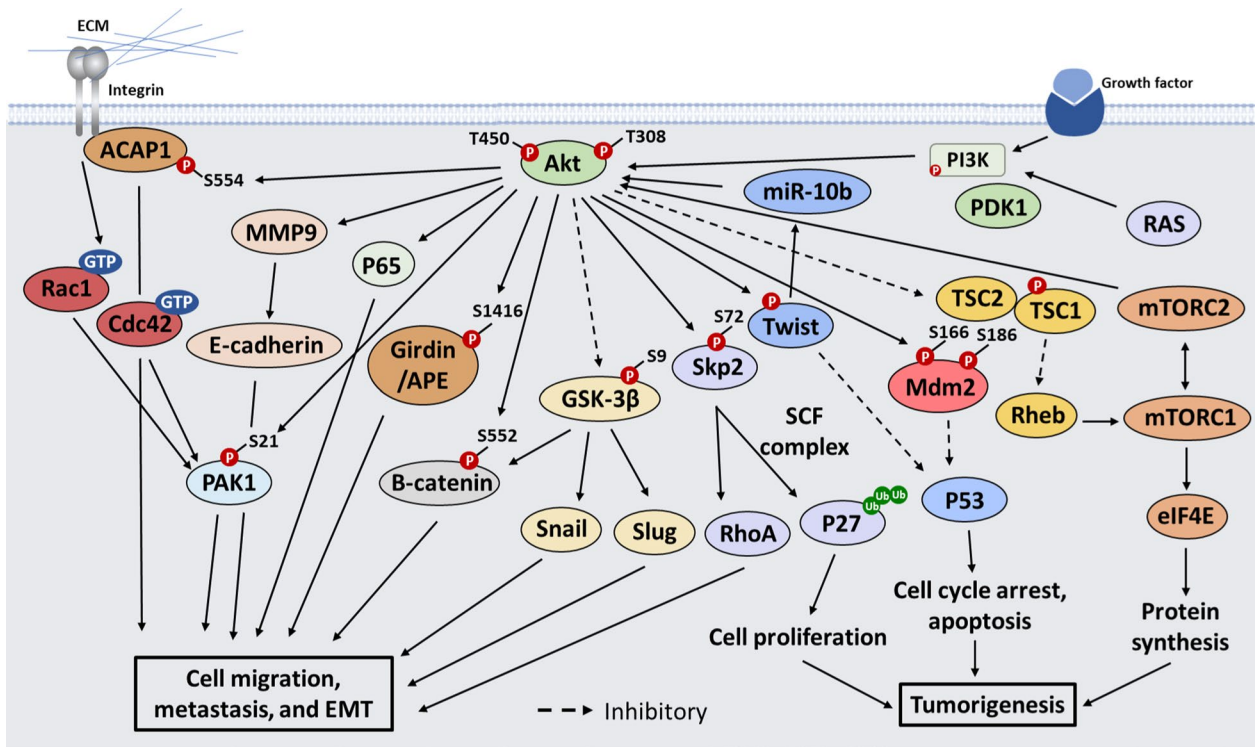 ECM
Integrin
Growth factor
ACAP1
P
S554
T450
P
Akt
P
T308
PI3K
P
PDK1
RAS
miR-10b
MMP9
P65
Rac1
GTP
Cdc42
GTP
E-cadherin
Girdin
/APE
P
S1416
GSK-3β
P
S9
Skp2
P
S72
Twist
P
TSC2
TSC1
P
mTORC2
Mdm2
P
S166
P
S186
Rheb
mTORC1
SCF
complex
PAK1
P
S21
B-catenin
P
S552
Snail
Slug
RhoA
P27
Ub
Ub
Ub
P53
eIF4E
Cell cycle arrest,
apoptosis
Protein
synthesis
Cell proliferation
Cell migration,
metastasis, and EMT
Inhibitory
Tumorigenesis